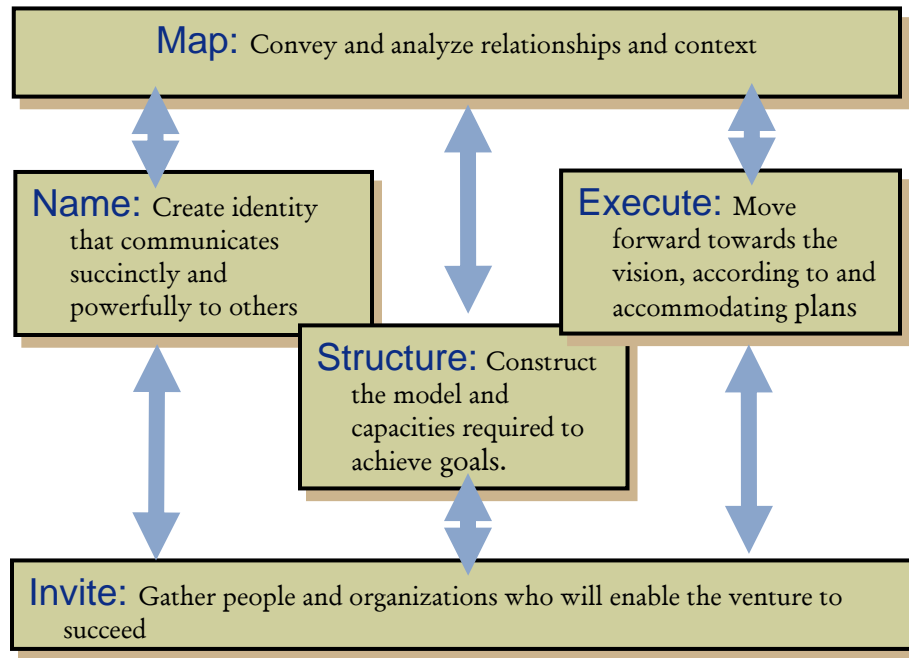 Map: Convey and analyze relationships and context
Name: Create identity
that communicates
succinctly and
powerfully to others
Execute: Move
forward towards the
vision, according to and
accommodating plans
Structure: Construct
the model and
capacities required to
achieve goals.
Invite: Gather people and organizations who will enable the venture to
succeed